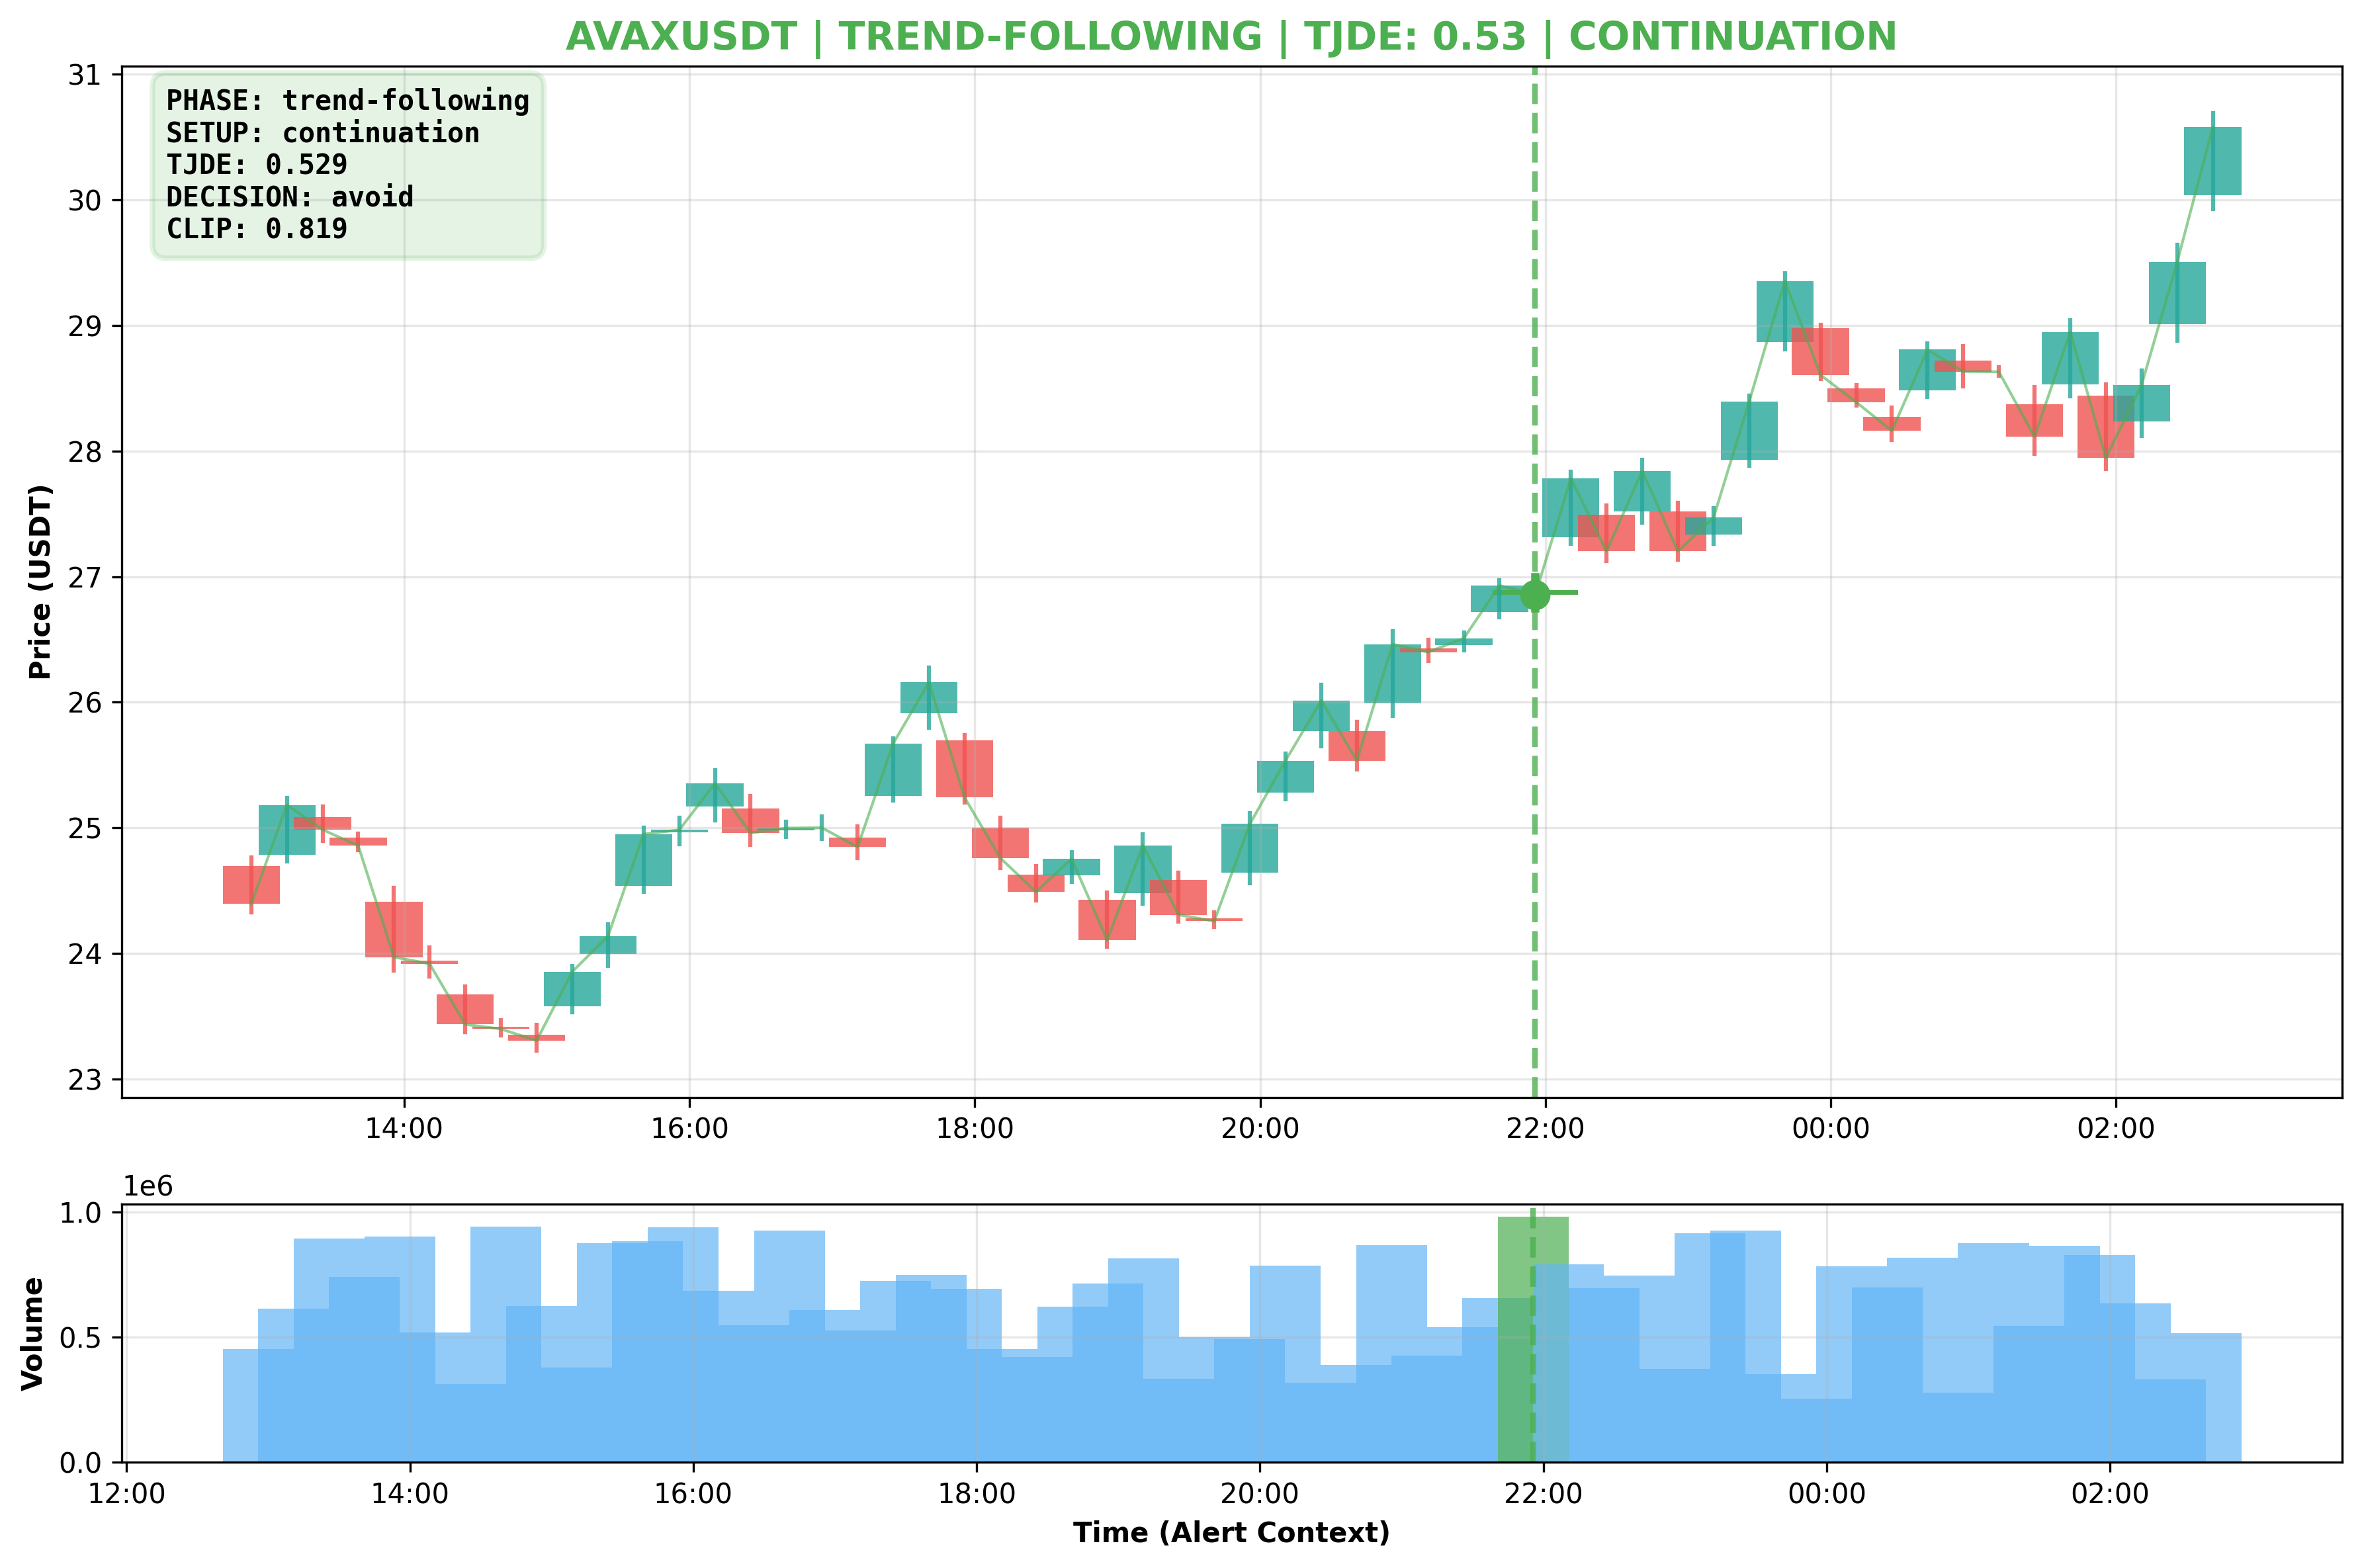 AVAXUSDT | TREND-FOLLOWING | TJDE: 0.53 | CONTINUATION
PHASE: trend-following
SETUP: continuation
TJDE: 0.529
DECISION: avoid
CLIP: 0.819
Price (USDT)
31
30
29
28
27
26
25
24
23
14:00
16:00
18:00
20:00
22:00
00:00
02:00
1e6
Volume
1.0
0.5
0.0
12:00
14:00
16:00
18:00
20:00
22:00
00:00
02:00
Time (Alert Context)